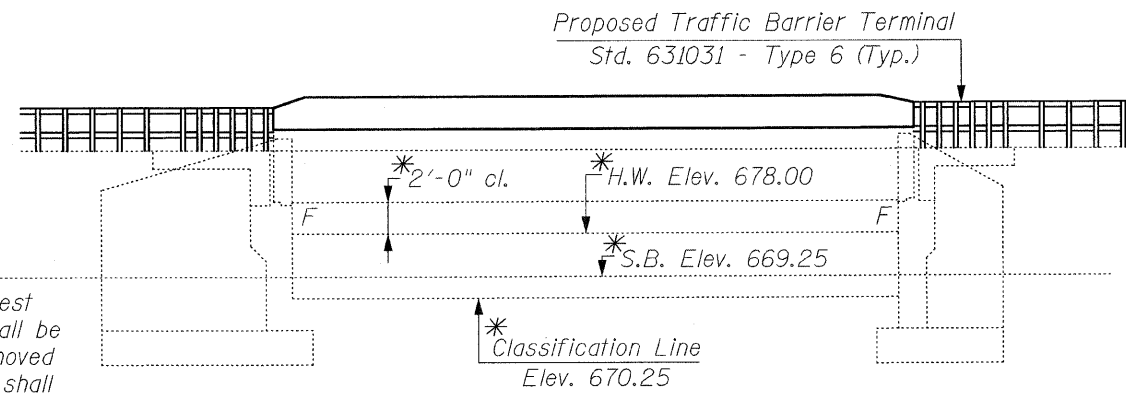 Proposed Traffic Barrier Terminal
Std. 631031 - Type 6 (Typ.)
*2'-0" cl.
*H.W. Elev. 678.00
F
F
*S.B. Elev. 669.25
*Classification Line
Elev. 670.25
est
all be
noved
shall